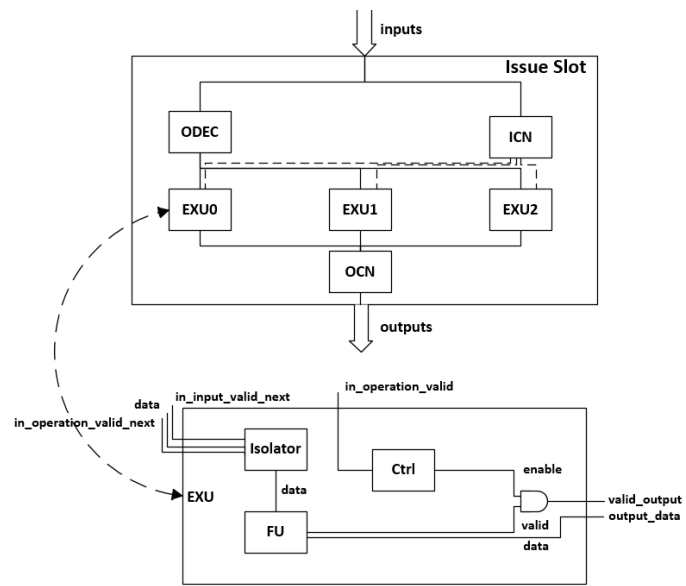 inputs
Issue Slot
ODEC
ICN
EXU0
EXU1
EXU2
OCN
outputs
in_operation_valid
in_input_valid_next
data
in_operation_valid_next
Isolator
Ctrl
enable
data
EXU
valid_output
FU
output_data
valid
data